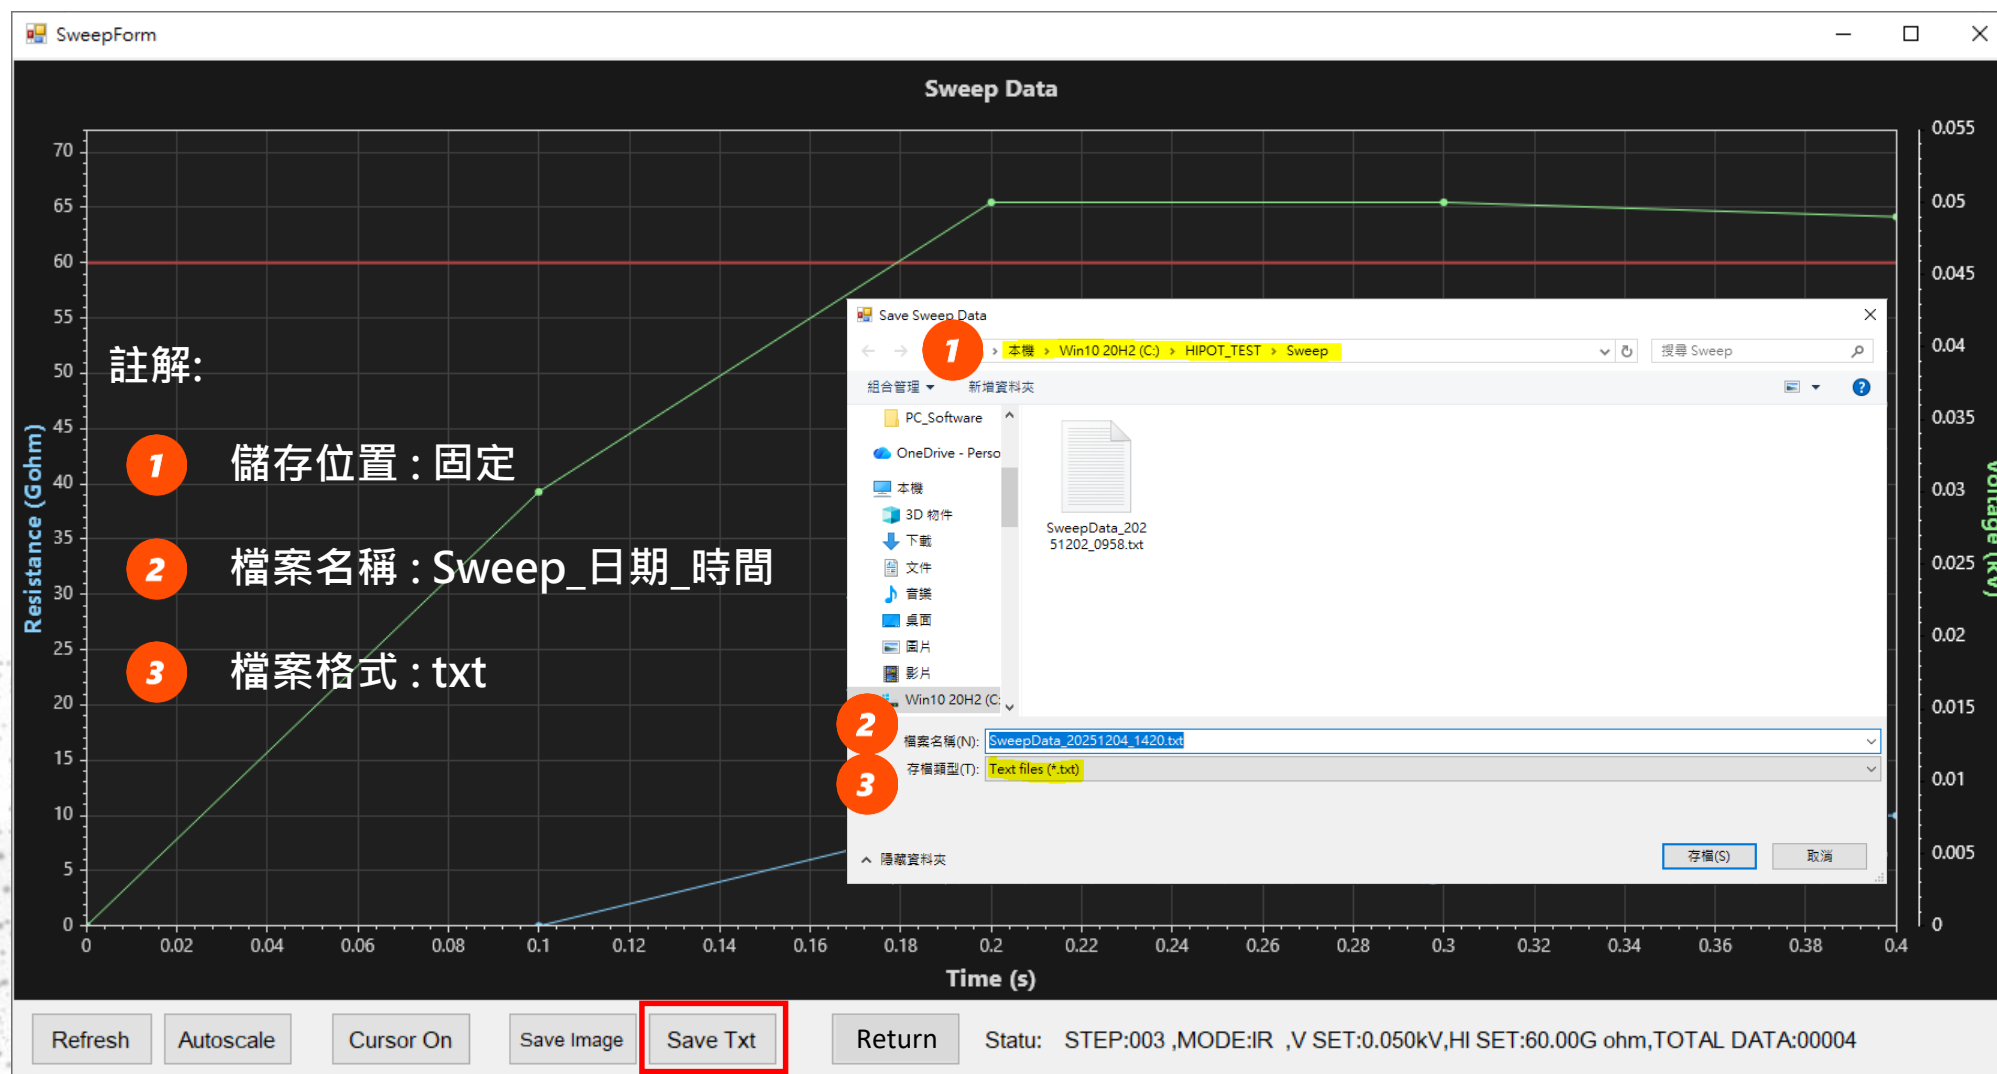 SweepForm
Sweep Data
70
65
60
55
50
45
40
35
30
25
20
15
10
5
0
Resistance (Gohm)
0.055
0.05
0.045
0.04
0.035
0.03
0.025
0.02
0.015
0.01
0.005
0
Voltage (kV)
0 0.02 0.04 0.06 0.08 0.1 0.12 0.14 0.16 0.18 0.2 0.22 0.24 0.26 0.28 0.3 0.32 0.34 0.36 0.38 0.4
Time (s)
註解:
1 儲存位置 : 固定
2 檔案名稱 : Sweep_日期_時間
3 檔案格式 : txt
Save Sweep Data
1 › 本機 › Win10 20H2 (C:) › HIPOT_TEST › Sweep
搜尋 Sweep
組合管理 新增資料夾
PC_Software
OneDrive - Perso
本機
3D 物件
下載
文件
音樂
桌面
圖片
影片
Win10 20H2 (C:
SweepData_202
51202_0958.txt
2 檔案名稱(N): SweepData_20251204_1420.txt
3 存檔類型(T): Text files (*.txt)
隱藏資料夾
存檔(S) 取消
Refresh Autoscale Cursor On Save Image Save Txt Return Statu: STEP:003 ,MODE:IR ,V SET:0.050kV,HI SET:60.00G ohm,TOTAL DATA:00004